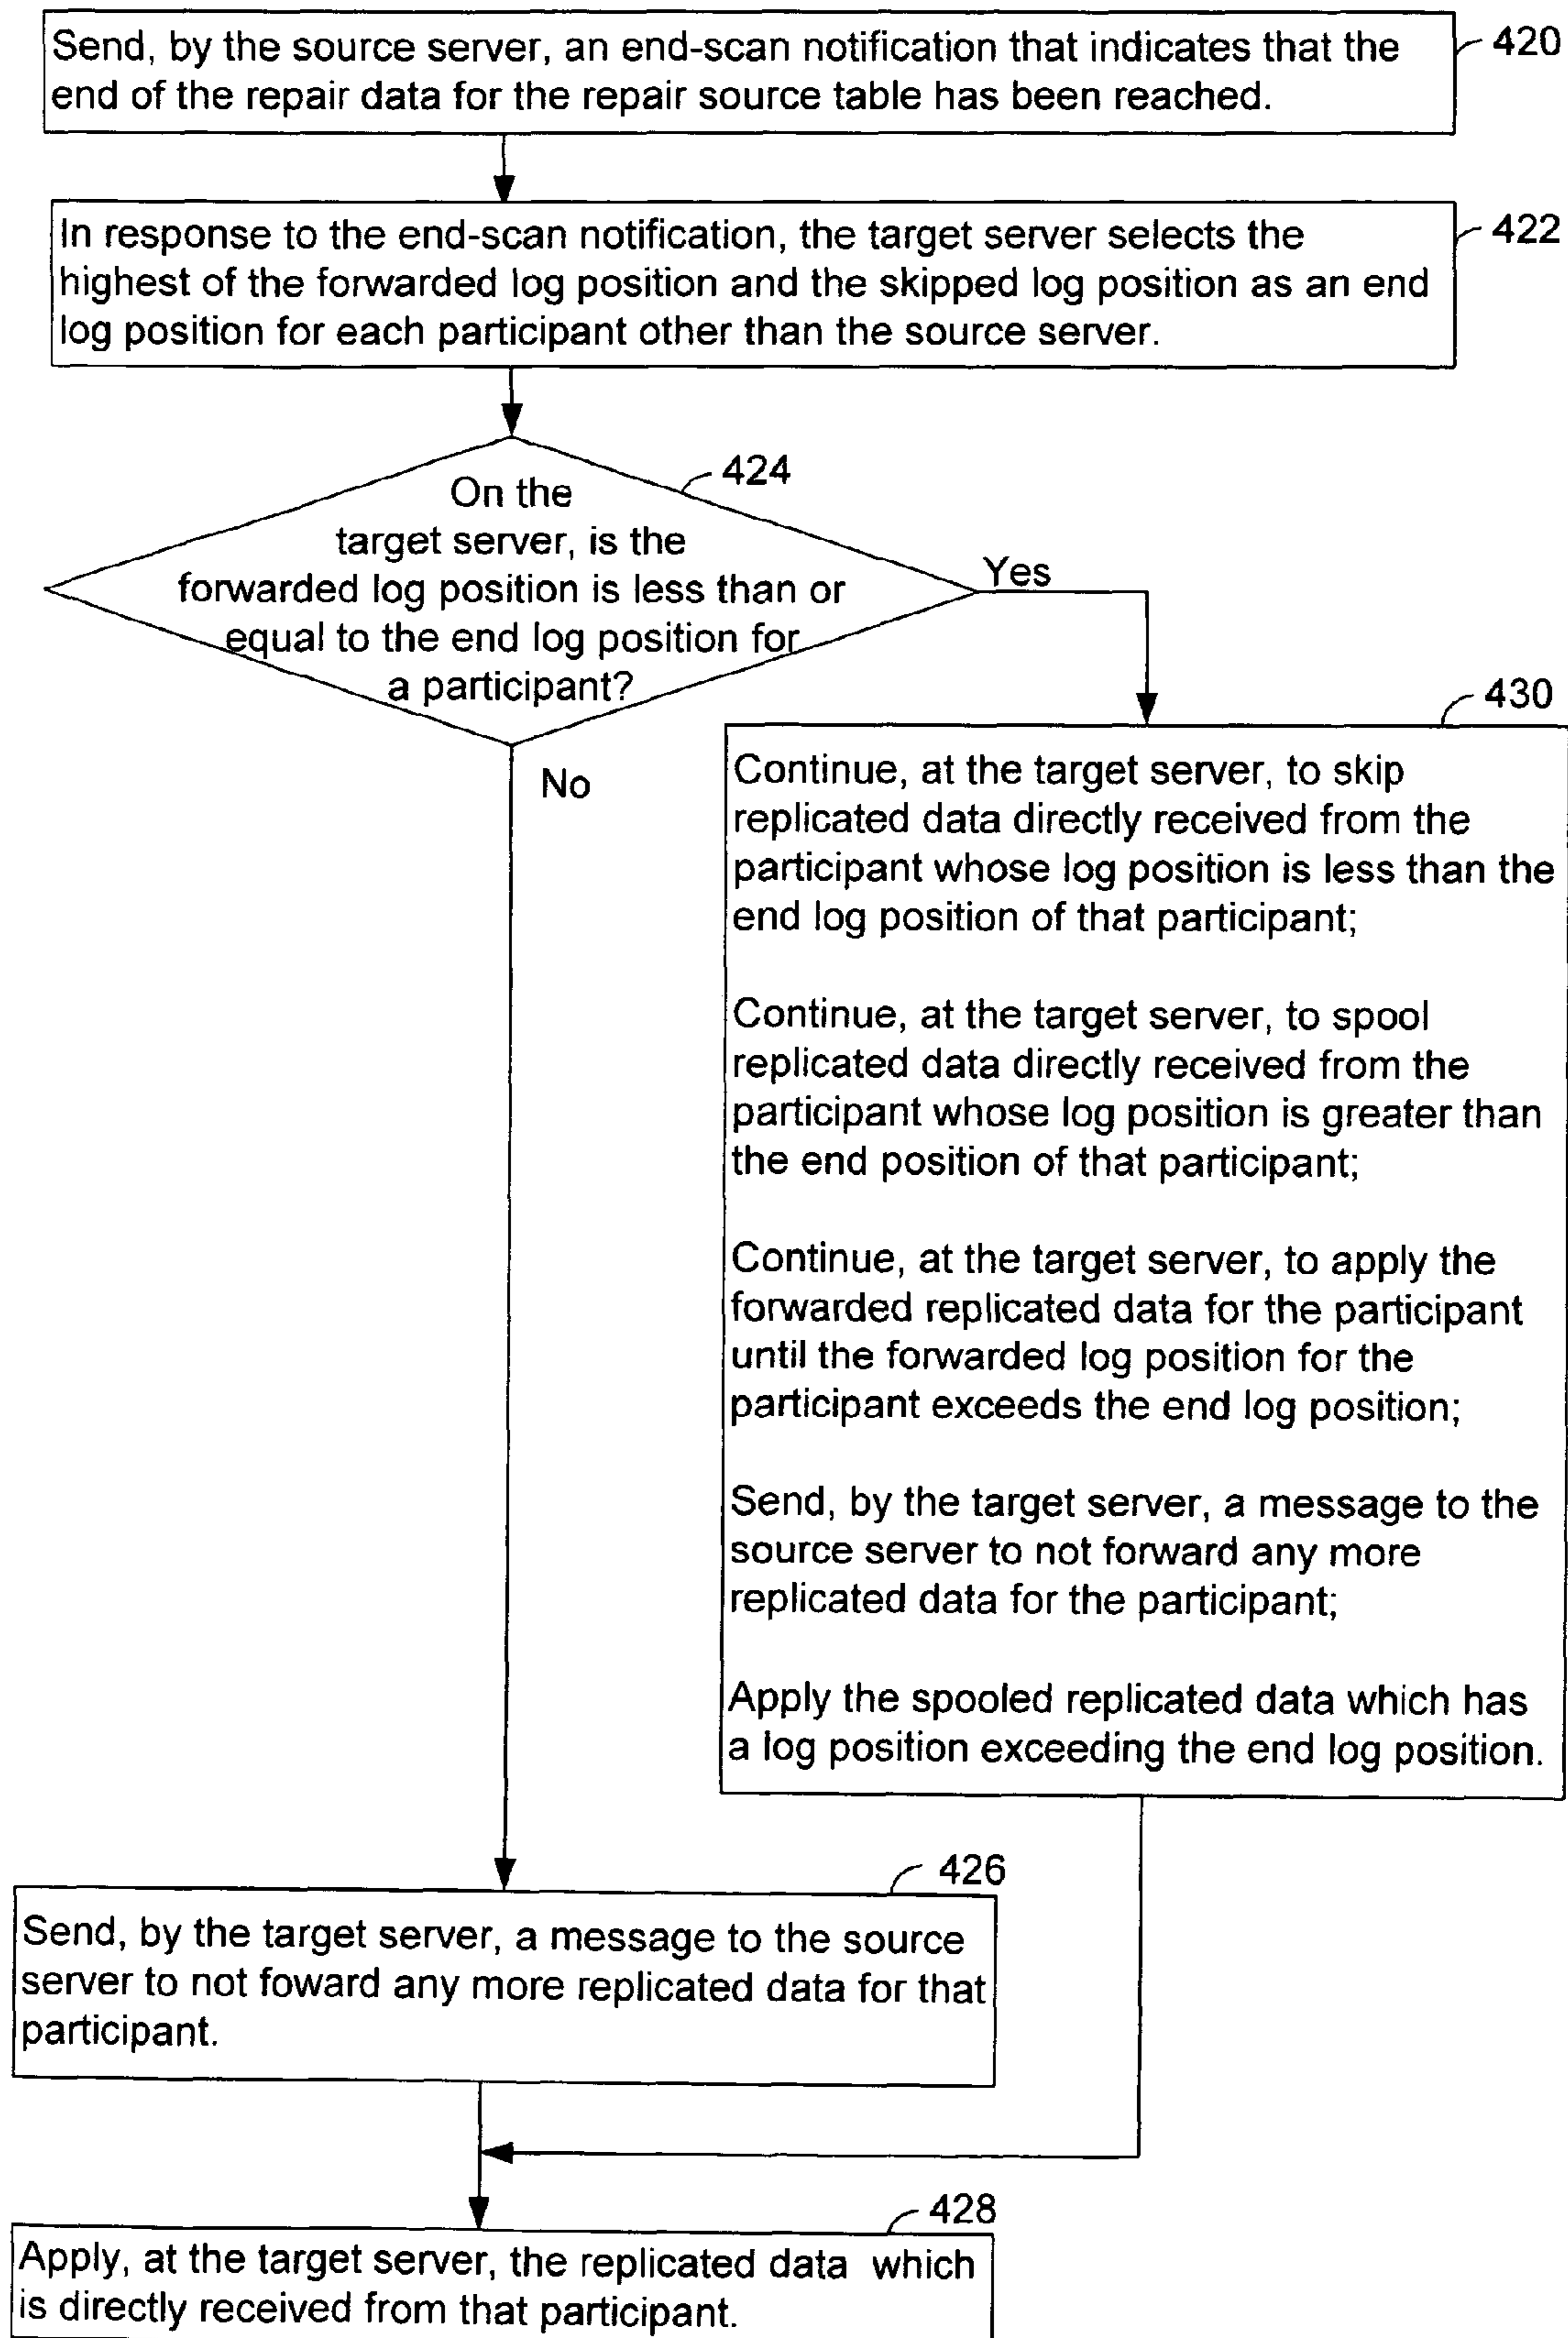 Send, by the source server, an end-scan notification that indicates that the
end of the repair data for the repair source table has been reached.
420
In response to the end-scan notification, the target server selects the
highest of the forwarded log position and the skipped log position as an end
log position for each participant other than the source server.
422
On the
target server, is the
forwarded log position is less than or
equal to the end log position for
a participant?
424
Yes
No
430
Continue, at the target server, to skip
replicated data directly received from the
participant whose log position is less than the
end log position of that participant;
Continue, at the target server, to spool
replicated data directly received from the
participant whose log position is greater than
the end position of that participant;
Continue, at the target server, to apply the
forwarded replicated data for the participant
until the forwarded log position for the
participant exceeds the end log position;
Send, by the target server, a message to the
source server to not forward any more
replicated data for the participant;
Apply the spooled replicated data which has
a log position exceeding the end log position.
426
Send, by the target server, a message to the source
server to not foward any more replicated data for that
participant.
428
Apply, at the target server, the replicated data which
is directly received from that participant.